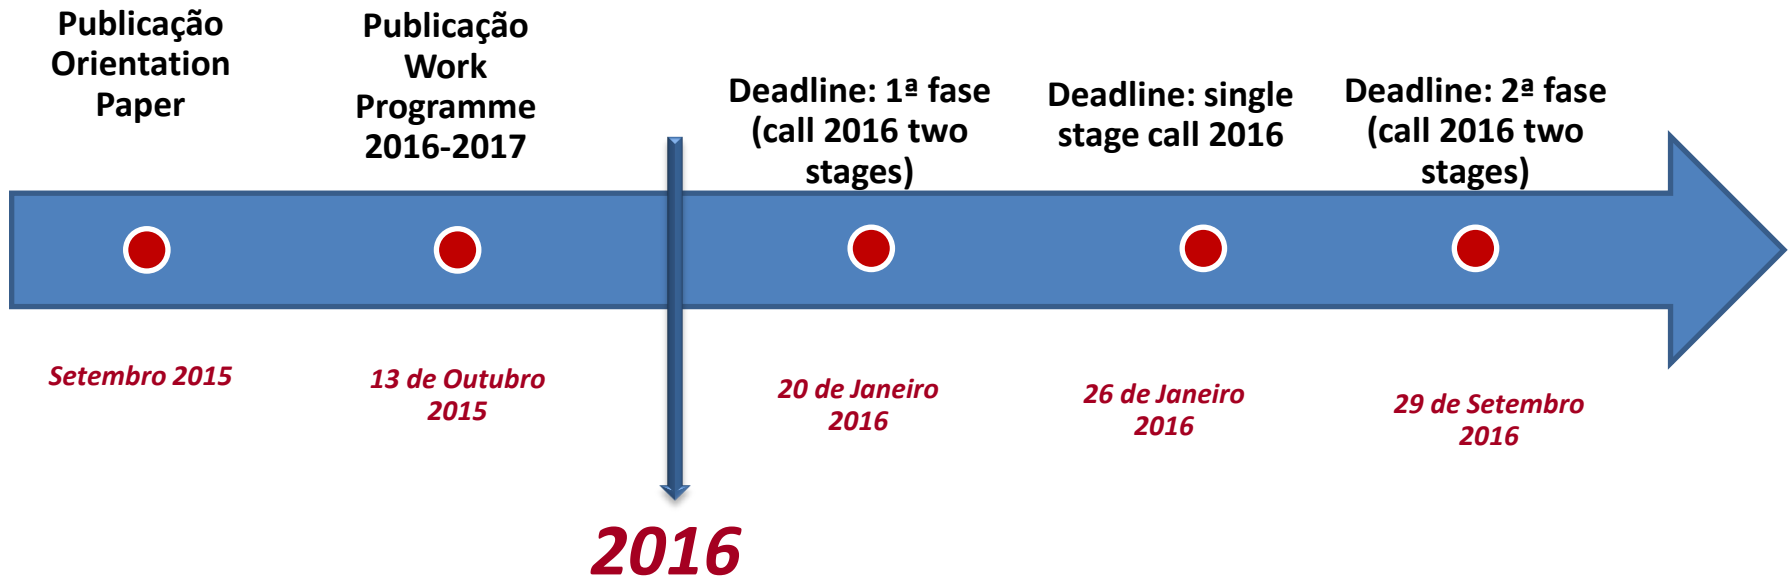 Publicação
Orientation
Paper
Publicação
Work
Programme
2016-2017
Deadline: 1ª fase
(call 2016 two
stages)
Deadline: single
stage call 2016
Deadline: 2ª fase
(call 2016 two
stages)
Setembro 2015
13 de Outubro
2015
20 de Janeiro
2016
26 de Janeiro
2016
29 de Setembro
2016
2016